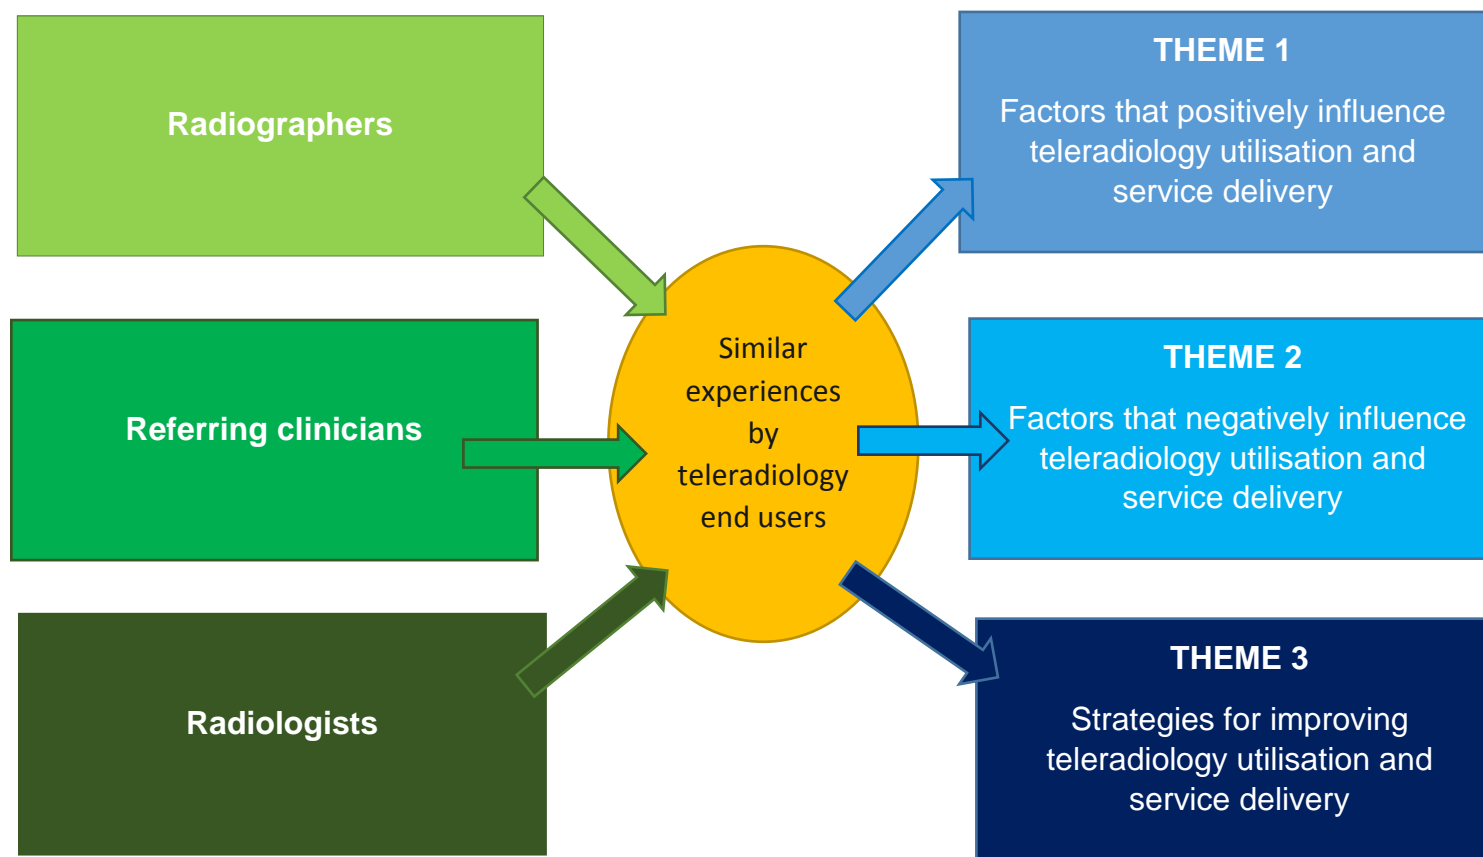 Radiographers
Referring clinicians
Radiologists
Similar
experiences
by
teleradiology
end users
THEME 1
Factors that positively influence
teleradiology utilisation and
service delivery
THEME 2
Factors that negatively influence
teleradiology utilisation and
service delivery
THEME 3
Strategies for improving
teleradiology utilisation and
service delivery